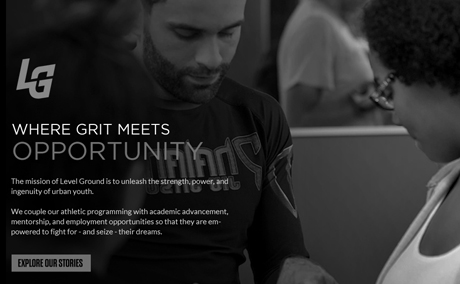 LG
WHERE GRIT MEETS
OPPORTUNITY
The mission of Level Ground is to unleash the strength, power, and
ingenuity of urban youth.
We couple our athletic programming with academic advancement,
mentorship, and employment opportunities so that they are em-
powered to fight for - and seize - their dreams.
EXPLORE OUR STORIES